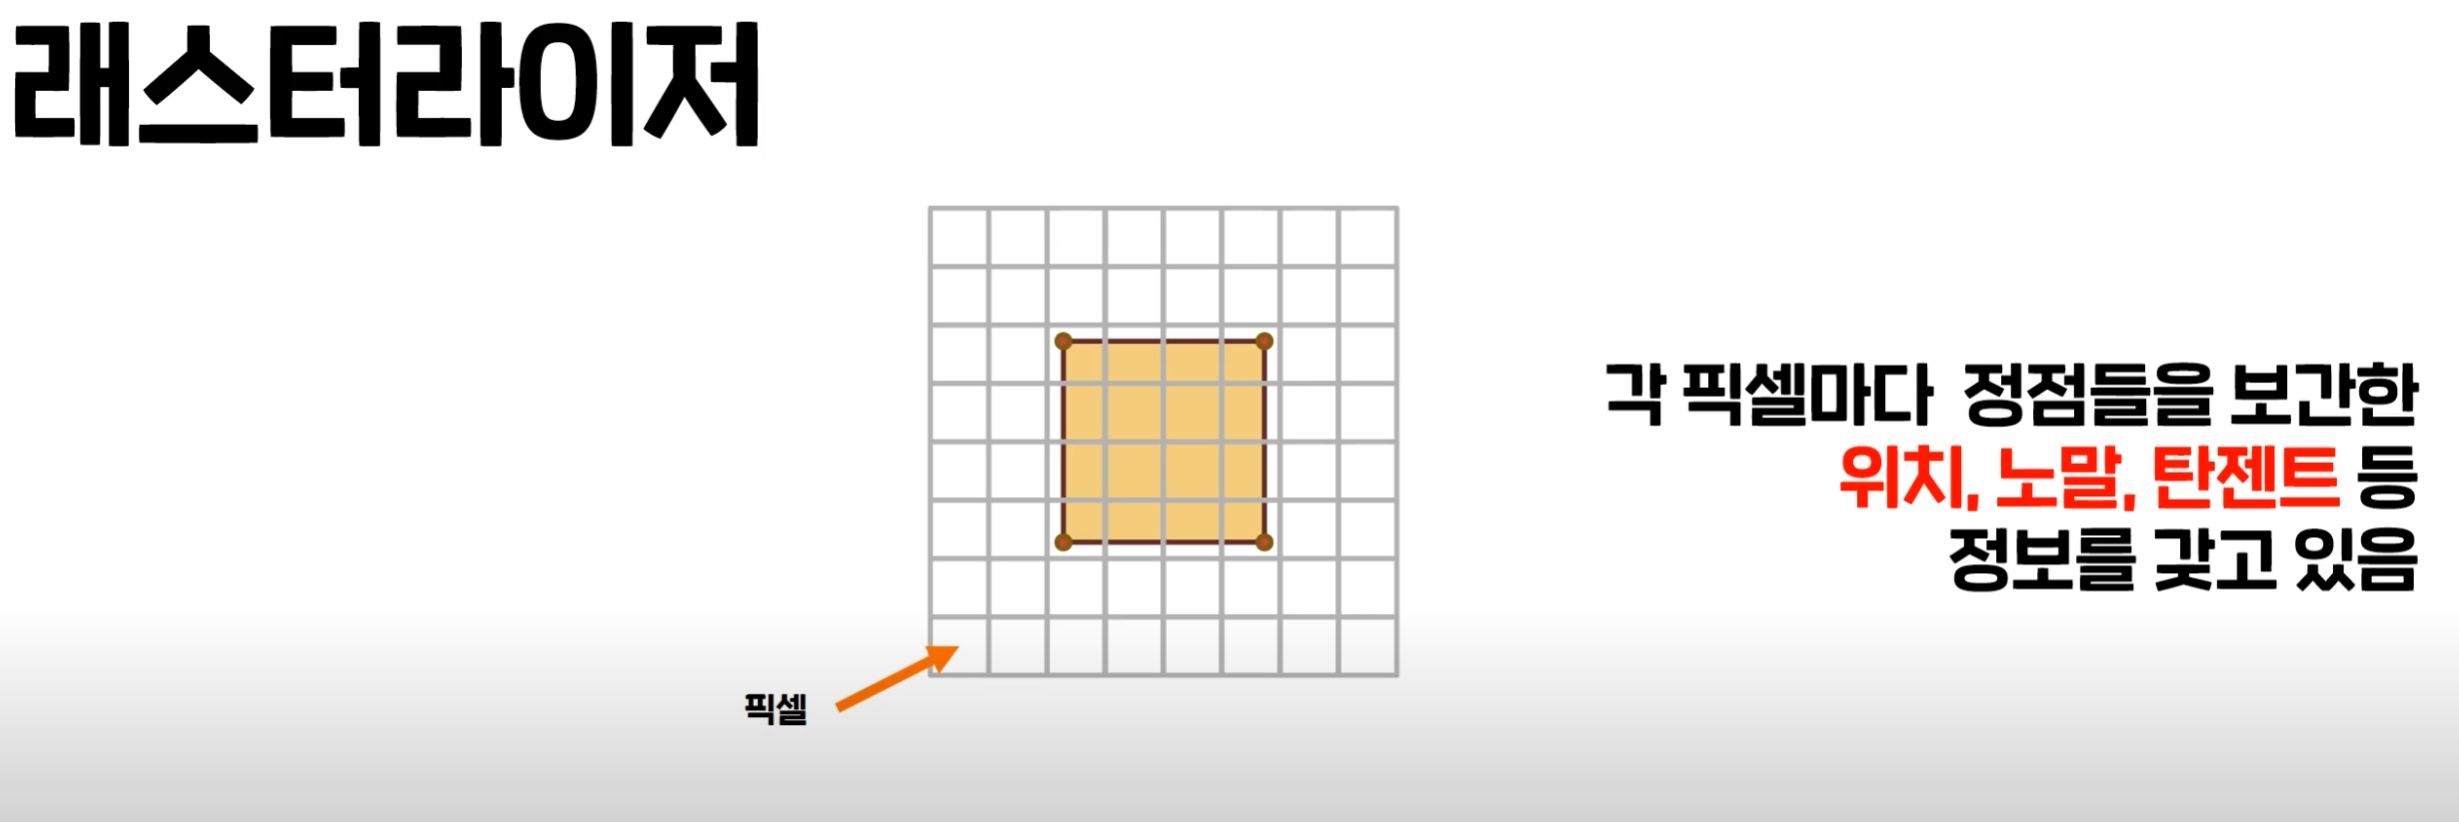 래스터라이저
각 픽셀마다 정점들을 보간한
위치, 노말, 탄젠트 등
정보를 갖고 있음
픽셀